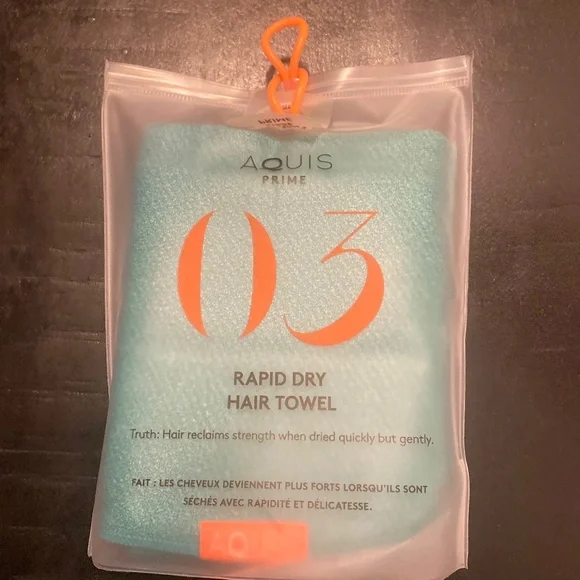 AQUIS
PRIME
03
RAPID DRY
HAIR TOWEL
Truth: Hair reclaims strength when dried quickly but gently.
FAIT : LES CHEVEUX DEVIENNENT PLUS FORTS LORSQU'ILS SONT
SÉCHÉS AVEC RAPIDITÉ ET DÉLICATESSE.